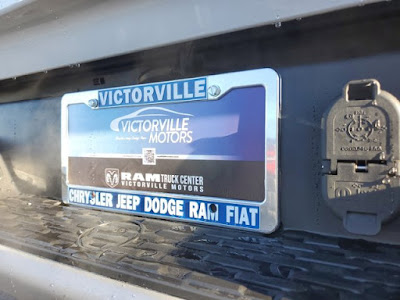 VICTORVILLE
VICTORVILLE
MOTORS
RAM TRUCK CENTER
VICTORVILLE MOTORS
CHRYSLER JEEP DODGE RAM FIAT